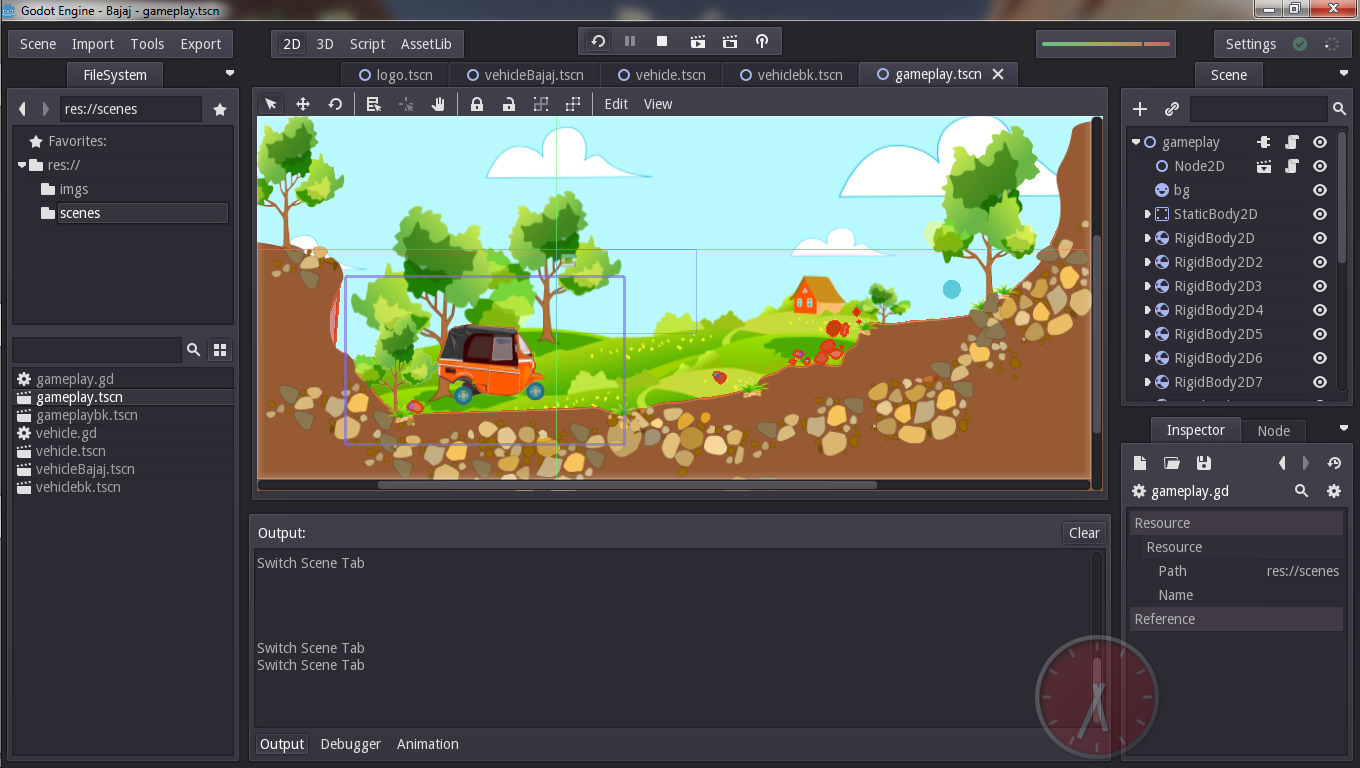 Godot Engine - Bajaj - gameplay.tscn
Scene Import Tools Export 2D 3D Script AssetLib Settings
FileSystem logo.tscn vehicleBajaj.tscn vehicle.tscn vehiclebk.tscn gameplay.tscn Scene
res://scenes Edit View
Favorites:
res://
imgs
scenes
gameplay.gd
gameplay.tscn
gameplaybk.tscn
vehicle.gd
vehicle.tscn
vehicleBajaj.tscn
vehiclebk.tscn
gameplay
Node2D
bg
StaticBody2D
RigidBody2D
RigidBody2D2
RigidBody2D3
RigidBody2D4
RigidBody2D5
RigidBody2D6
RigidBody2D7
Inspector Node
gameplay.gd
Resource
Resource
Path res://scenes
Name
Reference
Output: Clear
Switch Scene Tab
Switch Scene Tab
Switch Scene Tab
Output Debugger Animation